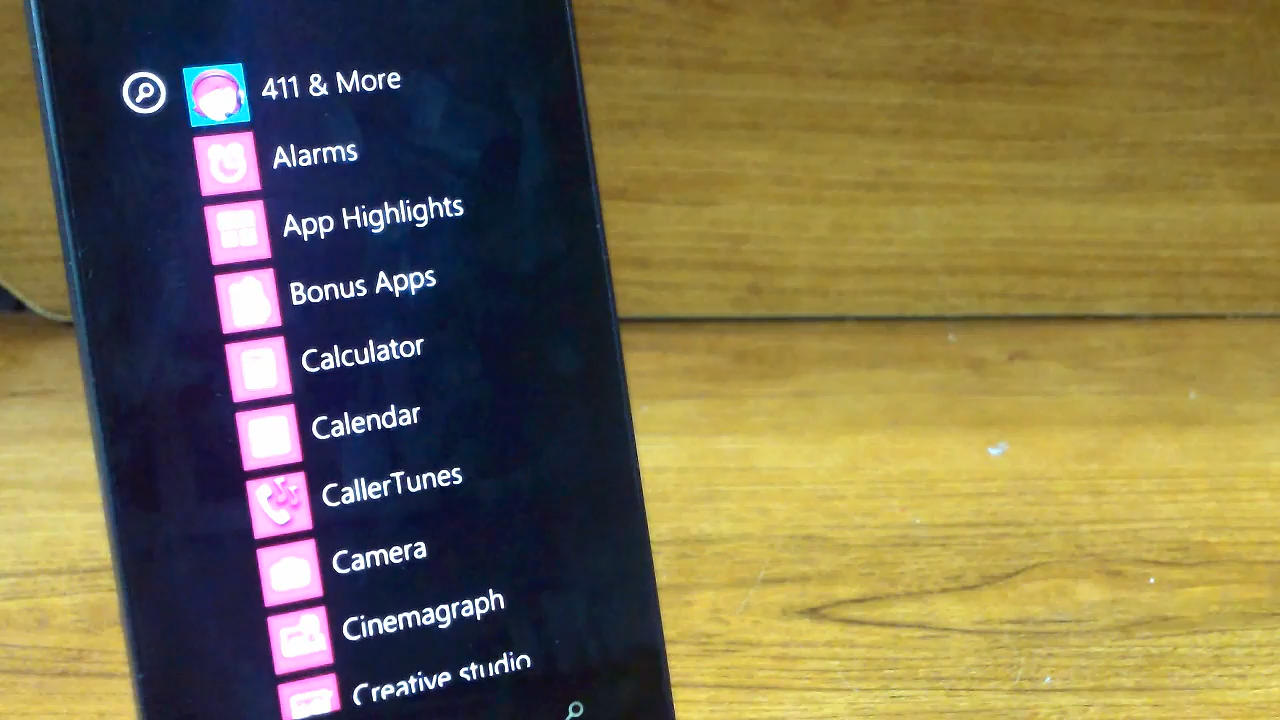 411 & More
Alarms
App Highlights
Bonus Apps
Calculator
Calendar
CallerTunes
Camera
Cinemagraph
Creative studio